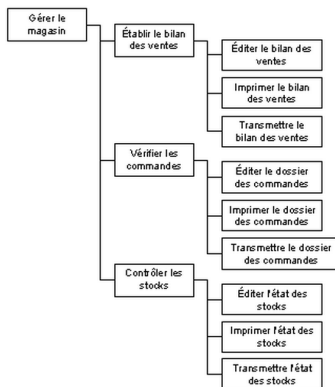 Gérer le
magasin
Établir le bilan
des ventes
Éditer le bilan des
ventes
Imprimer le bilan
des ventes
Transmettre le
bilan des ventes
Vérifier les
commandes
Éditer le dossier
des commandes
Imprimer le dossier
des commandes
Transmettre le dossier
des commandes
Contrôler les
stocks
Éditer l'état des
stocks
Imprimer l'état des
stocks
Transmettre l'état
des stocks